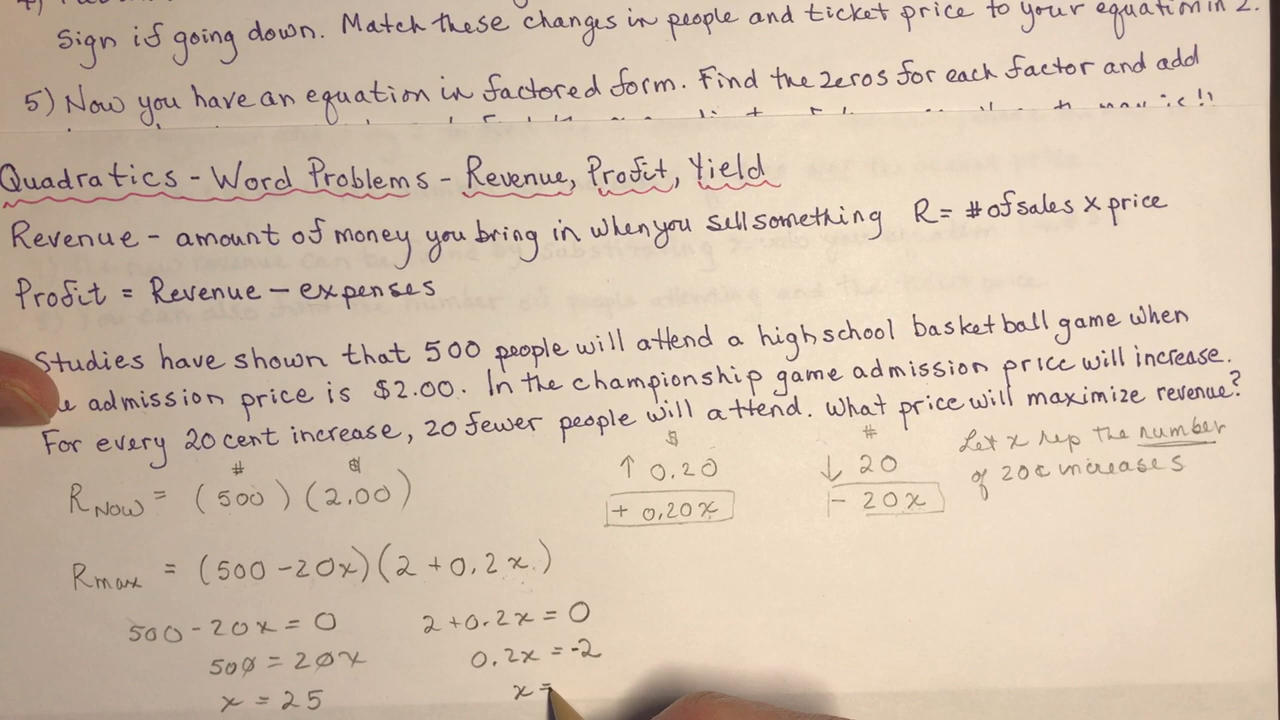 Sign if going down. Match these changes in people and ticket price to your equation in 2.
5) Now you have an equation in factored form. Find the zeros for each factor and add
Quadratics - Word Problems - Revenue, Profit, Yield
Revenue - amount of money you bring in when you sell something R = # of sales x price
Profit = Revenue - expenses
Studies have shown that 500 people will attend a high school basketball game when
admission price is $2.00. In the championship game admission price will increase.
For every 20 cent increase, 20 fewer people will attend. What price will maximize revenue?
# $ $ #
R NOW = (500) (2.00) ↑ 0.20 ↓ 20 Let x rep the number
+ 0.20x - 20x of 20¢ increases
Rmax = (500 - 20x)(2 + 0.2x)
500 - 20x = 0 2 + 0.2x = 0
500 = 20x 0.2x = -2
x = 25 x =